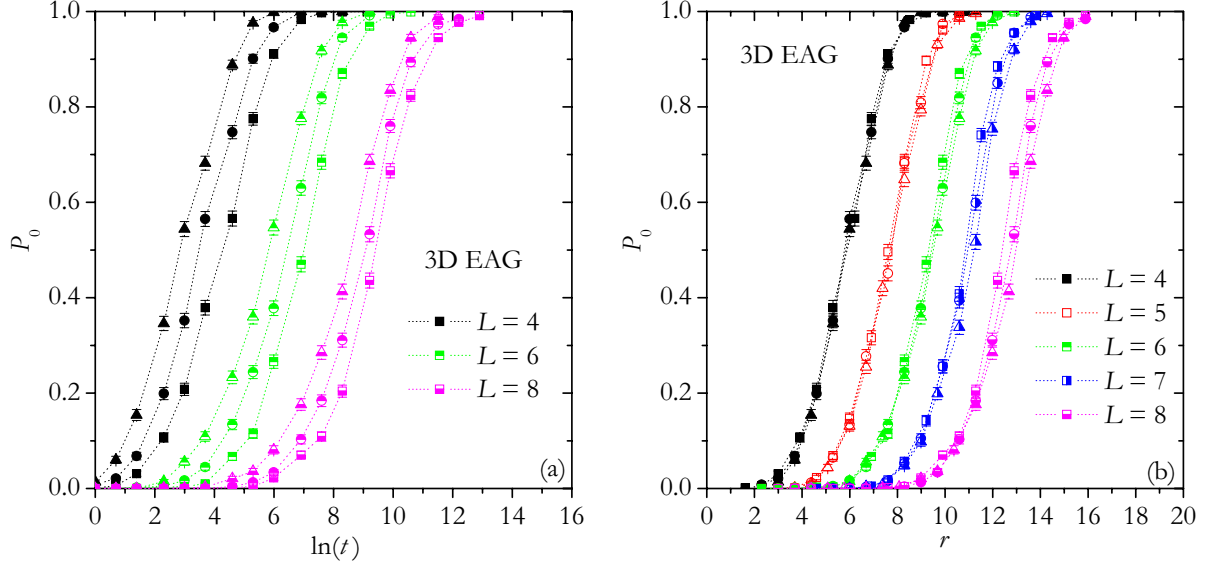 1.0
0.8
0.6
0.4
0.2
0.0
P₀
0 2 4 6 8 10 12 14 16
ln(t)
3D EAG
L = 4
L = 6
L = 8
(a)
1.0
0.8
0.6
0.4
0.2
0.0
P₀
0 2 4 6 8 10 12 14 16 18 20
r
3D EAG
L = 4
L = 5
L = 6
L = 7
L = 8
(b)